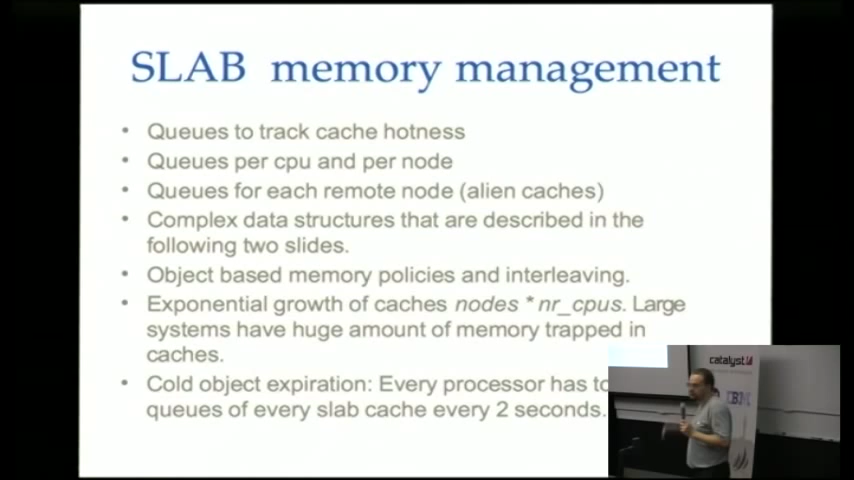 SLAB memory management
• Queues to track cache hotness
• Queues per cpu and per node
• Queues for each remote node (alien caches)
• Complex data structures that are described in the
following two slides.
• Object based memory policies and interleaving.
• Exponential growth of caches nodes * nr_cpus. Large
systems have huge amount of memory trapped in
caches.
• Cold object expiration: Every processor has to
queues of every slab cache every 2 seconds.
catalyst
IBM